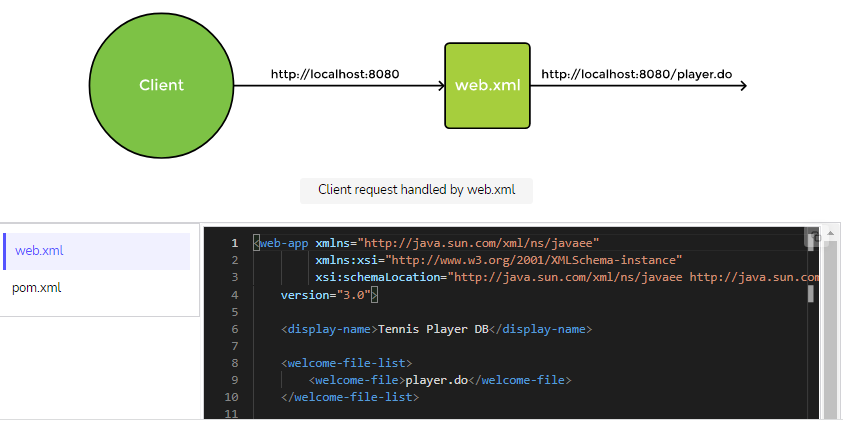 http://localhost:8080
http://localhost:8080/player.do
Client
web.xml
Client request handled by web.xml
web.xml
pom.xml
1 <web-app xmlns="http://java.sun.com/xml/ns/javaee"
2 xmlns:xsi="http://www.w3.org/2001/XMLSchema-instance"
3 xsi:schemaLocation="http://java.sun.com/xml/ns/javaee http://java.sun.com
4 version="3.0">
5
6 <display-name>Tennis Player DB</display-name>
7
8 <welcome-file-list>
9 <welcome-file>player.do</welcome-file>
10 </welcome-file-list>
11